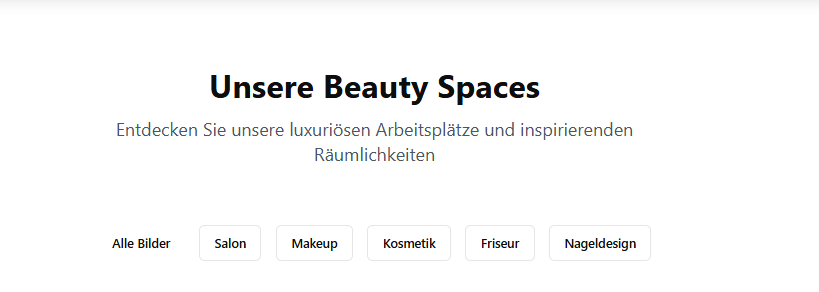 Unsere Beauty Spaces
Entdecken Sie unsere luxuriösen Arbeitsplätze und inspirierenden
Räumlichkeiten
Alle Bilder Salon Makeup Kosmetik Friseur Nageldesign